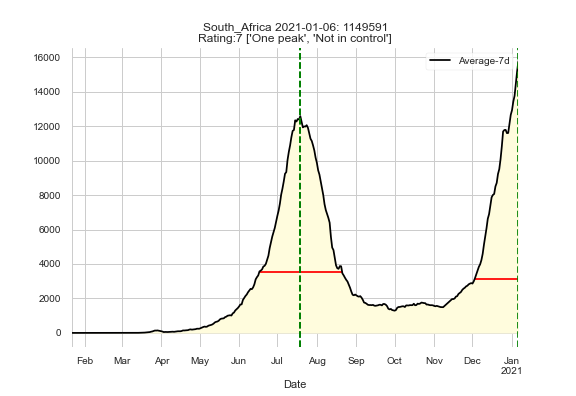 South_Africa 2021-01-06: 1149591
Rating:7 ['One peak', 'Not in control']
Average-7d
16000
14000
12000
10000
8000
6000
4000
2000
0
Feb Mar Apr May Jun Jul Aug Sep Oct Nov Dec Jan
2021
Date